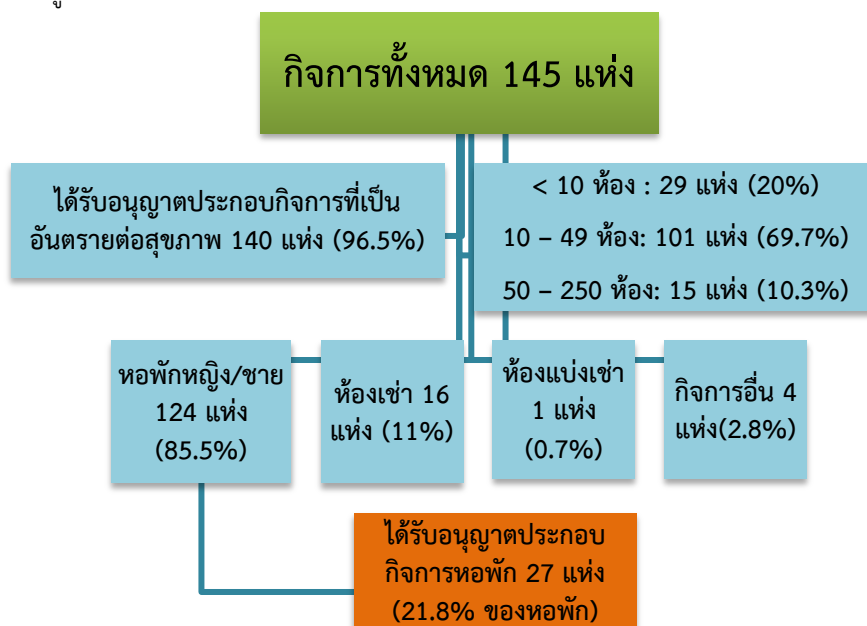 กิจการทั้งหมด 145 แห่ง
ได้รับอนุญาตประกอบกิจการที่เป็น
อันตรายต่อสุขภาพ 140 แห่ง (96.5%)
< 10 ห้อง : 29 แห่ง (20%)
10 – 49 ห้อง: 101 แห่ง (69.7%)
50 – 250 ห้อง: 15 แห่ง (10.3%)
หอพักหญิง/ชาย
124 แห่ง
(85.5%)
ห้องเช่า 16
แห่ง (11%)
ห้องแบ่งเช่า
1 แห่ง
(0.7%)
กิจการอื่น 4
แห่ง(2.8%)
ได้รับอนุญาตประกอบ
กิจการหอพัก 27 แห่ง
(21.8% ของหอพัก)